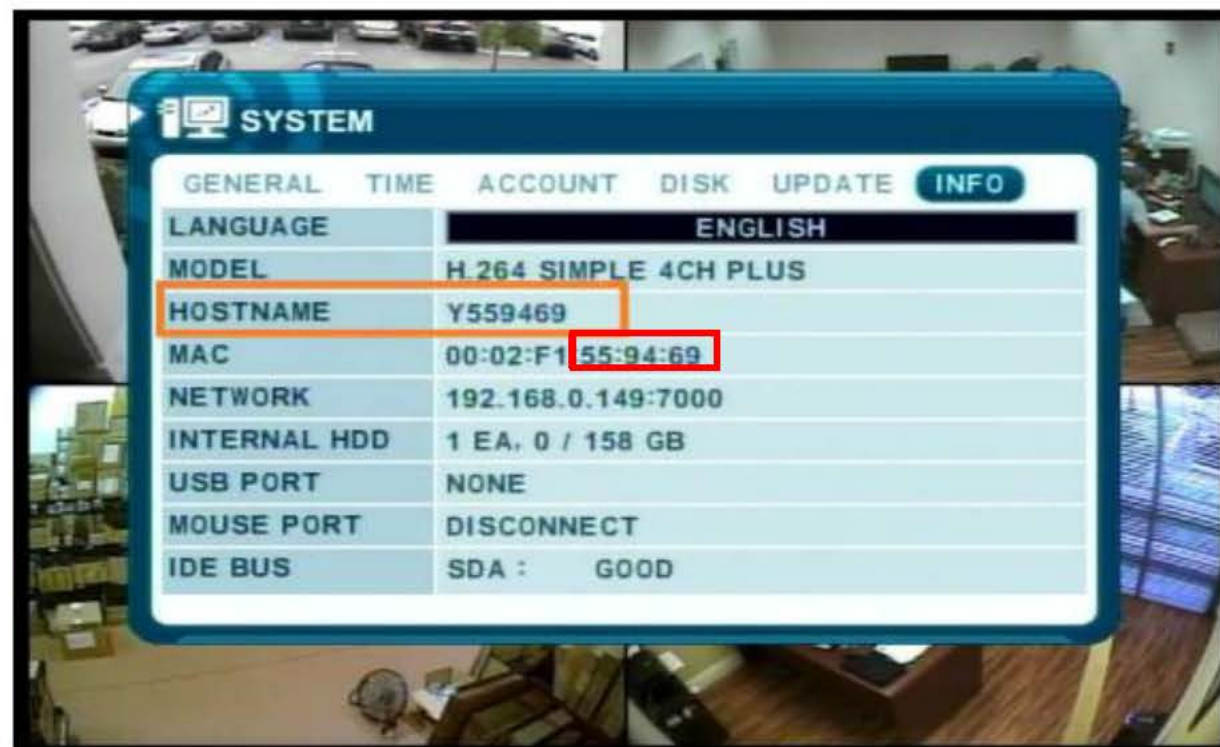 SYSTEM
GENERAL TIME ACCOUNT DISK UPDATE INFO
LANGUAGE ENGLISH
MODEL H.264 SIMPLE 4CH PLUS
HOSTNAME Y559469
MAC 00:02:F1:55:94:69
NETWORK 192.168.0.149:7000
INTERNAL HDD 1 EA. 0 / 158 GB
USB PORT NONE
MOUSE PORT DISCONNECT
IDE BUS SDA : GOOD